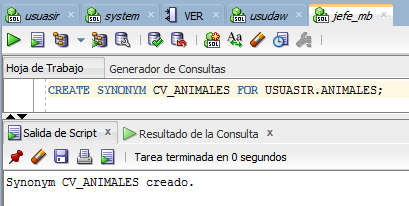 usuasir
system
VER
usudaw
jefe_mb
Hoja de Trabajo
Generador de Consultas
CREATE SYNONYM CV_ANIMALES FOR USUASIR.ANIMALES;
Salida de Script
Resultado de la Consulta
Tarea terminada en 0 segundos
Synonym CV_ANIMALES creado.